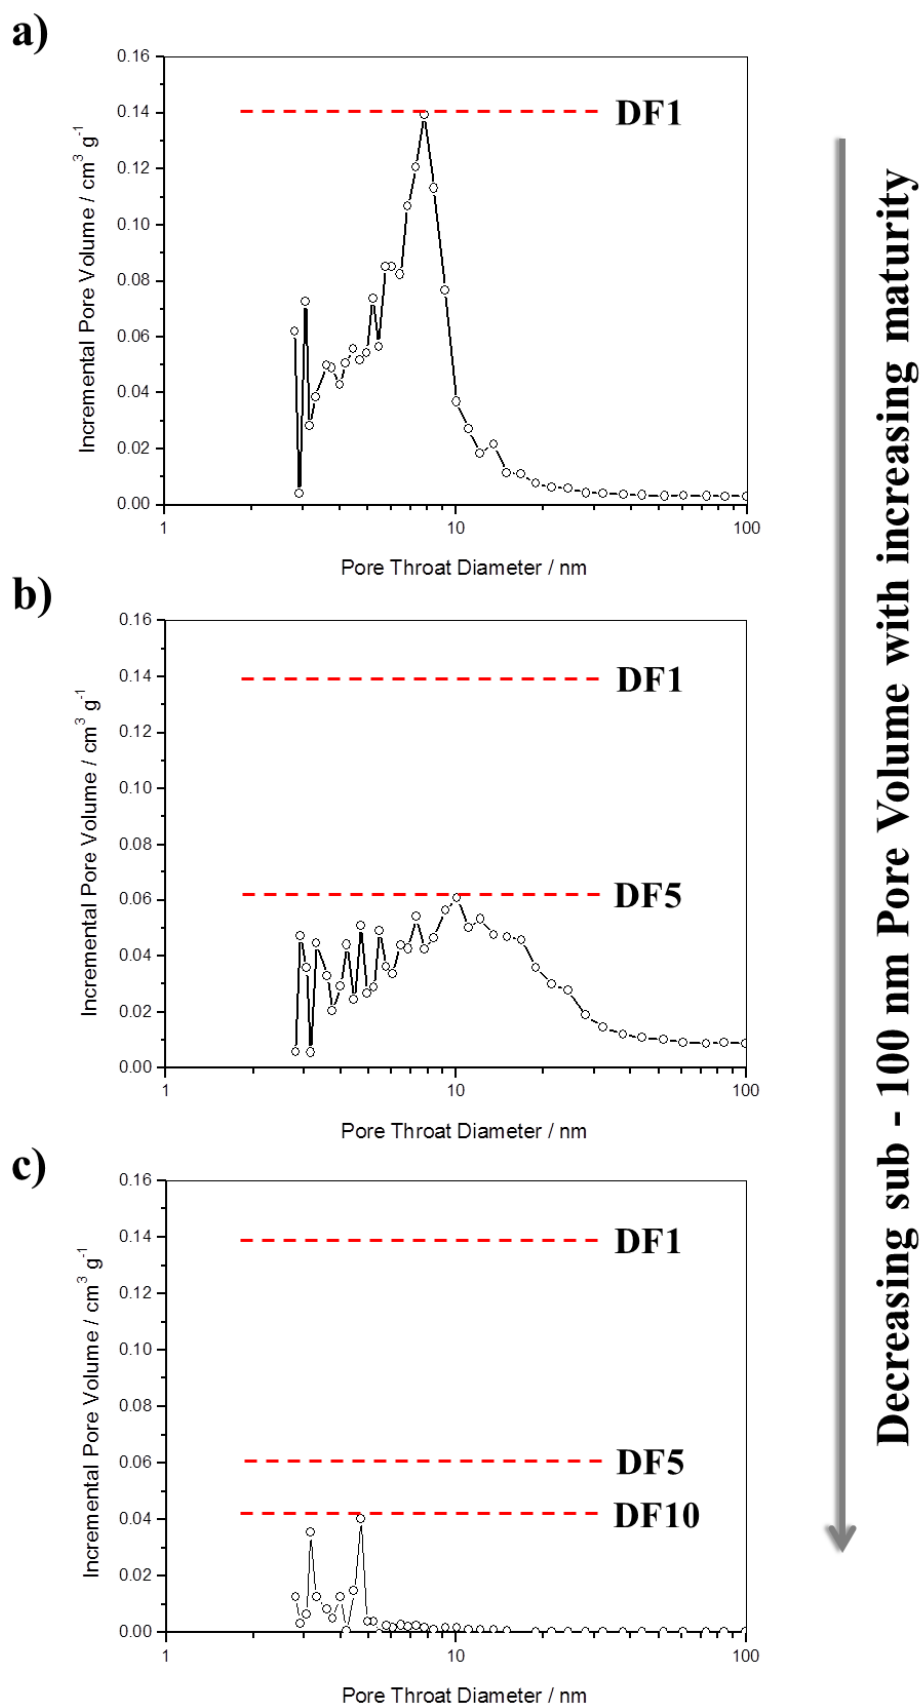 a)
0.16
0.14
0.12
0.10
0.08
0.06
0.04
0.02
0.00
Incremental Pore Volume / cm³ g⁻¹
DF1
1
10
100
Pore Throat Diameter / nm
b)
0.16
0.14
0.12
0.10
0.08
0.06
0.04
0.02
0.00
Incremental Pore Volume / cm³ g⁻¹
DF1
DF5
1
10
100
Pore Throat Diameter / nm
c)
0.16
0.14
0.12
0.10
0.08
0.06
0.04
0.02
0.00
Incremental Pore Volume / cm³ g⁻¹
DF1
DF5
DF10
1
10
100
Pore Throat Diameter / nm
Decreasing sub - 100 nm Pore Volume with increasing maturity